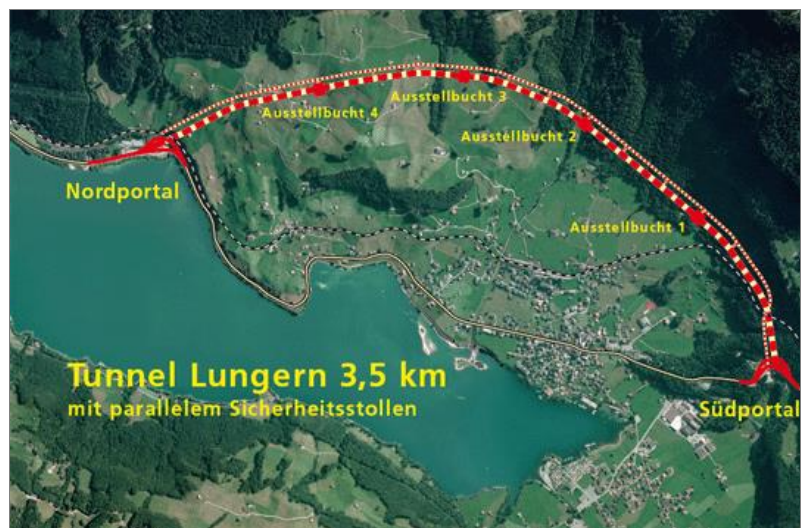 Ausstellbucht 3
Ausstellbucht 4
Ausstellbucht 2
Nordportal
Ausstellbucht 1
Tunnel Lungern 3,5 km
mit parallelem Sicherheitsstollen
Südportal